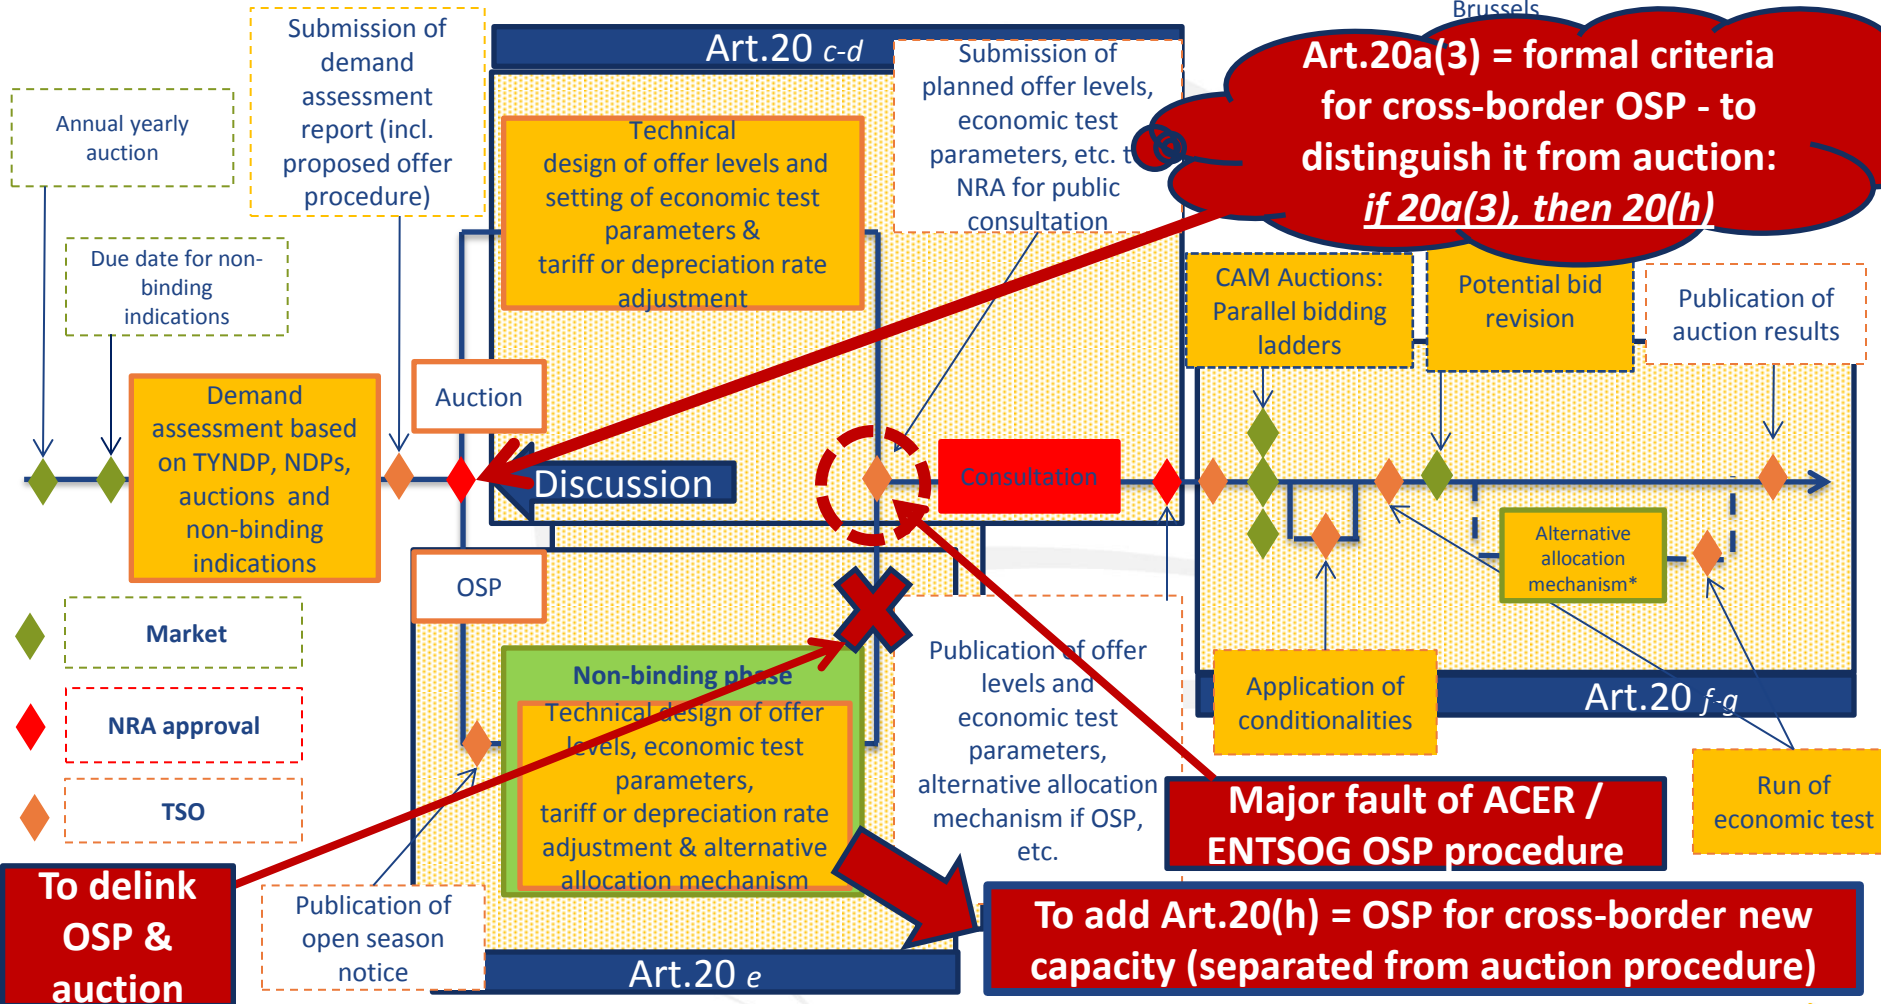 Brussels
Art.20a(3) = formal criteria
for cross-border OSP - to
distinguish it from auction:
if 20a(3), then 20(h)
Submission of
demand
assessment
report (incl.
proposed offer
procedure)
Art.20 c-d
Submission of
planned offer levels,
economic test
parameters, etc. t
NRA for public
consultation
Annual yearly
auction
Due date for non-
binding
indications
Technical
design of offer levels and
setting of economic test
parameters &
tariff or depreciation rate
adjustment
CAM Auctions:
Parallel bidding
ladders
Potential bid
revision
Publication of
auction results
Demand
assessment based
on TYNDP, NDPs,
auctions and
non-binding
indications
Auction
Discussion
Consultation
OSP
Alternative
allocation
mechanism*
Market
NRA approval
TSO
Non-binding phase
Technical design of offer
levels, economic test
parameters,
tariff or depreciation rate
adjustment & alternative
allocation mechanism
Publication of offer
levels and
economic test
parameters,
alternative allocation
mechanism if OSP,
etc.
Application of
conditionalities
Art.20 f-g
Run of
economic test
Major fault of ACER /
ENTSOG OSP procedure
To delink
OSP &
auction
Publication of
open season
notice
Art.20 e
To add Art.20(h) = OSP for cross-border new
capacity (separated from auction procedure)